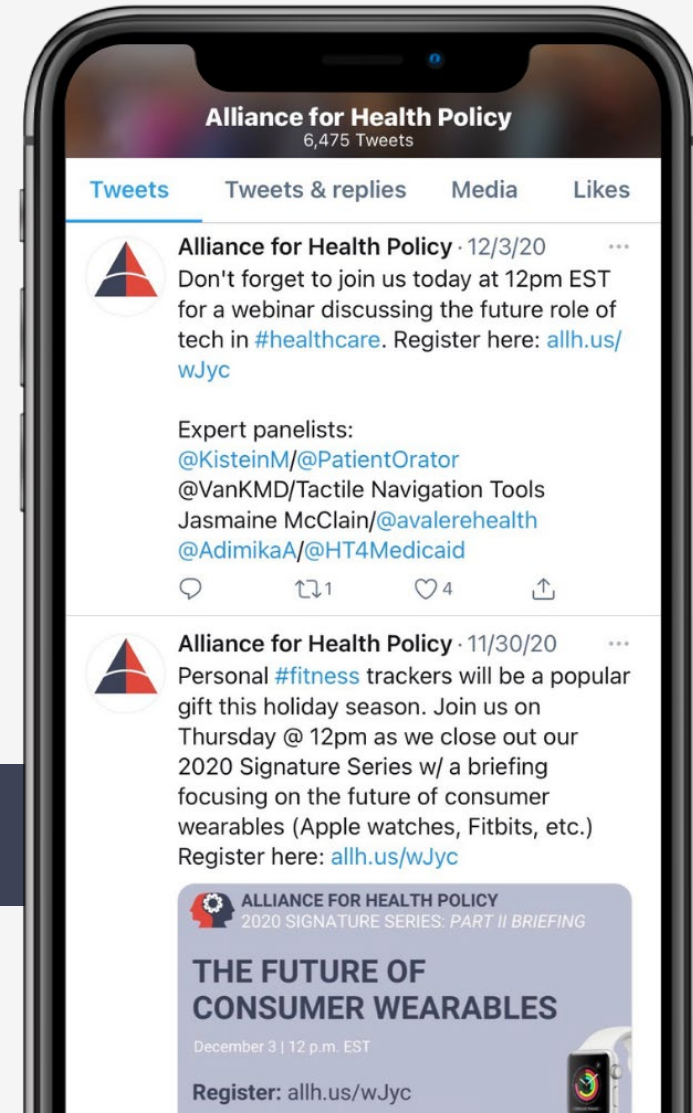 Alliance for Health Policy
6,475 Tweets
Tweets Tweets & replies Media Likes
Alliance for Health Policy · 12/3/20 ...
Don't forget to join us today at 12pm EST
for a webinar discussing the future role of
tech in #healthcare. Register here: allh.us/
wJyc
Expert panelists:
@KisteinM/@PatientOrator
@VanKMD/Tactile Navigation Tools
Jasmaine McClain/@avalerehealth
@AdimikaA/@HT4Medicaid
1 4
Alliance for Health Policy · 11/30/20 ...
Personal #fitness trackers will be a popular
gift this holiday season. Join us on
Thursday @ 12pm as we close out our
2020 Signature Series w/ a briefing
focusing on the future of consumer
wearables (Apple watches, Fitbits, etc.)
Register here: allh.us/wJyc
ALLIANCE FOR HEALTH POLICY
2020 SIGNATURE SERIES: PART II BRIEFING
THE FUTURE OF
CONSUMER WEARABLES
December 3 | 12 p.m. EST
Register: allh.us/wJyc